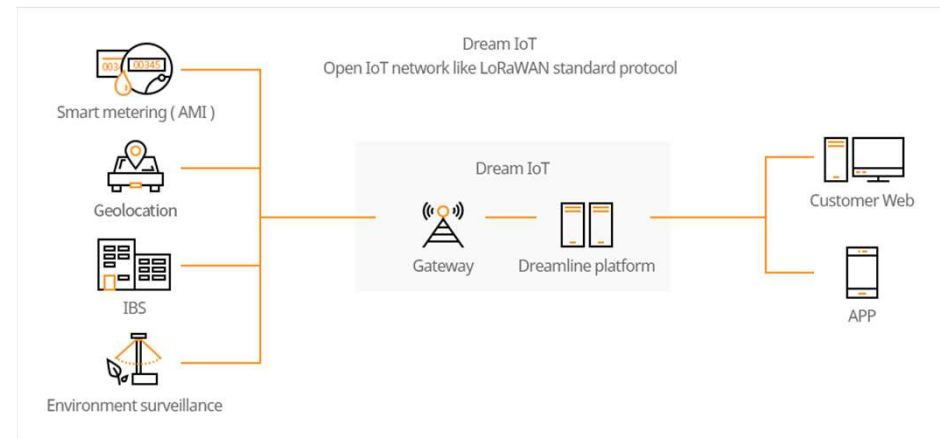 Dream IoT
Open IoT network like LoRaWAN standard protocol
00345
Smart metering ( AMI )
Geolocation
IBS
Environment surveillance
Dream IoT
Gateway
Dreamline platform
Customer Web
APP